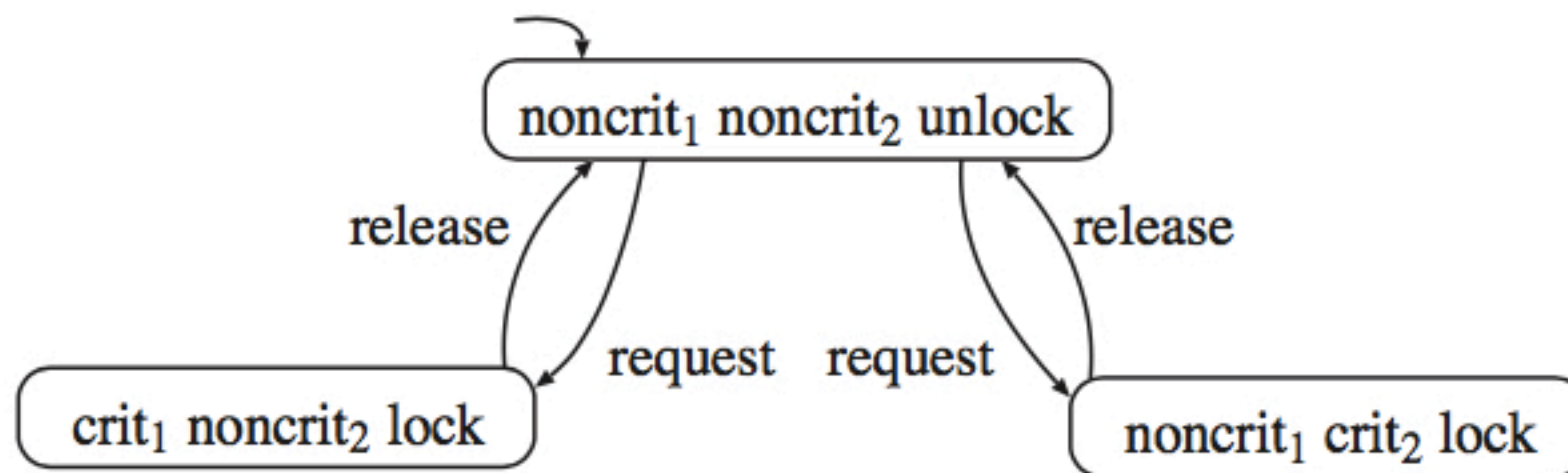 noncrit₁ noncrit₂ unlock
release
release
request
request
crit₁ noncrit₂ lock
noncrit₁ crit₂ lock